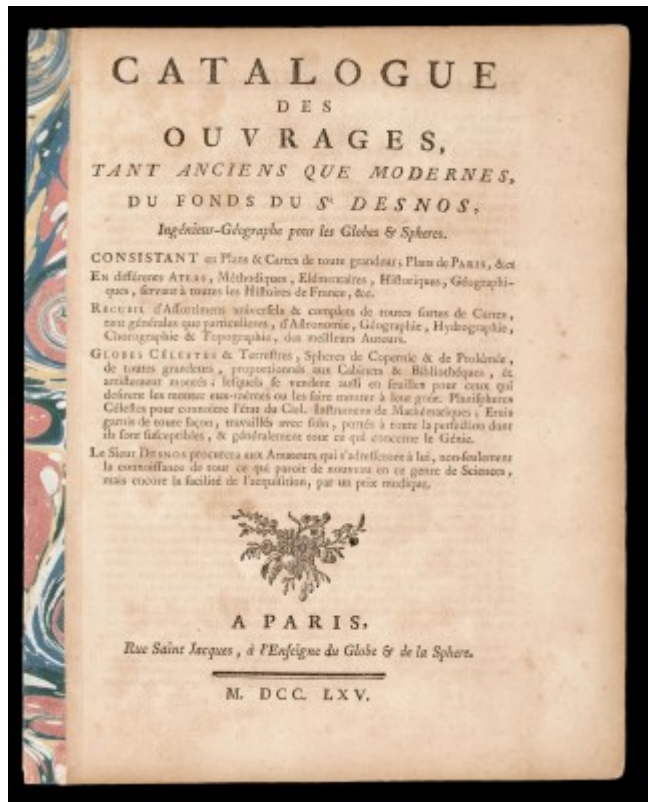 CATALOGUE
DES
OUVRAGES,
TANT ANCIENS QUE MODERNES,
DU FONDS DU Sr. DESNOS,
Ingénieur-Géographe pour les Globes & Spheres.
CONSISTANT en Plans & Cartes de toute grandeur; Plans de PARIS, &c.
EN différens ATLAS, Méthodiques, Elémentaires, Historiques, Géographi-
ques, servant à toutes les Histoires de France, &c.
RECUEIL d'Assortimens universels & complets de toutes sortes de Cartes,
tant générales que particulieres, d'Astronomie, Géographie, Hydrographie,
Chorographie & Topographie, des meilleurs Auteurs.
GLOBES CÉLESTES & Terrestres, Spheres de Copernic & de Ptolémée,
de toutes grandeurs, proportionnés aux Cabinets & Bibliothéques, &
artistement montés; lesquels se vendent aussi en feuilles pour ceux qui
desirent les monter eux-mêmes ou les faire monter à leur goût. Planispheres
Célestes pour connoître l'état du Ciel. Instrumens de Mathématiques; Etuis
garnis de toute façon, travaillés avec soin, portés à toute la perfection dont
ils sont susceptibles, & généralement tout ce qui concerne le Génie.
Le Sieur DESNOS procurera aux Amateurs qui s'adresseront à lui, non-seulement
la connoissance de tout ce qui paroît de nouveau en ce genre de Sciences,
mais encore la facilité de l'acquisition, par un prix modique.
A PARIS,
Rue Saint Jacques, à l'Enseigne du Globe & de la Sphere.
M. DCC. LXV.